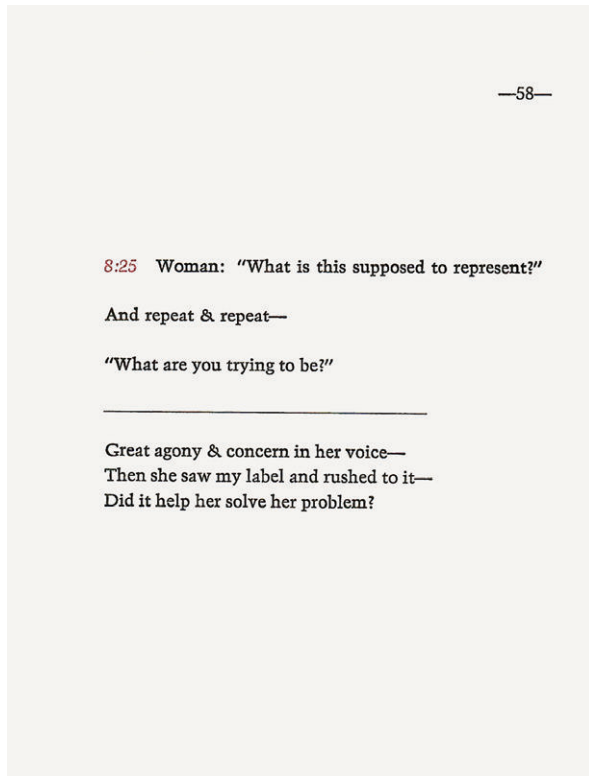 —58—
8:25 Woman: "What is this supposed to represent?"
And repeat & repeat—
"What are you trying to be?"
Great agony & concern in her voice—
Then she saw my label and rushed to it—
Did it help her solve her problem?